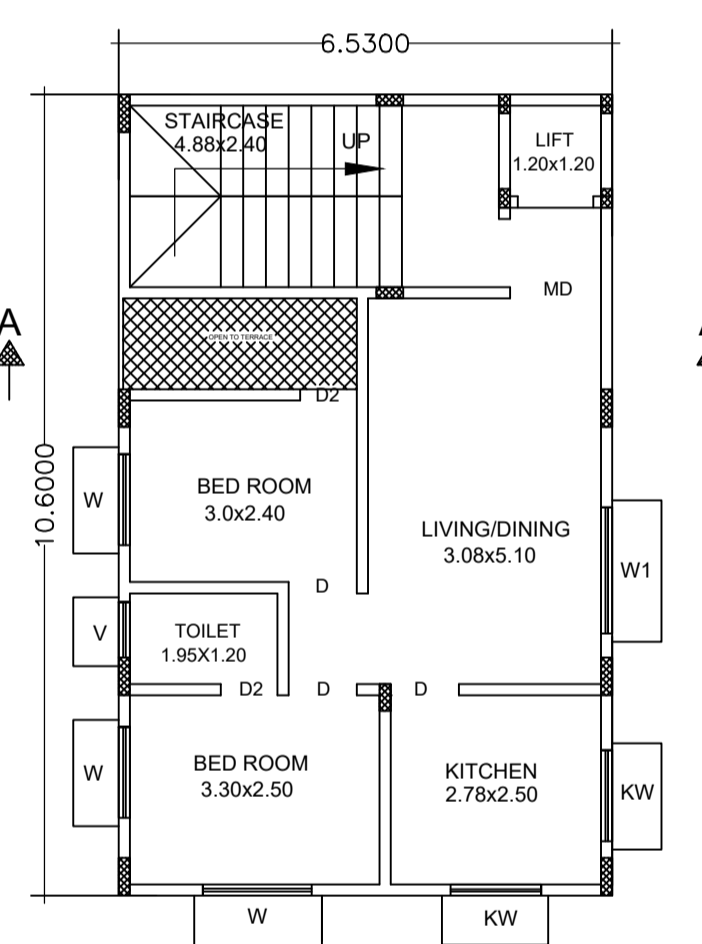 6.5300
STAIRCASE
4.88x2.40
UP
LIFT
1.20x1.20
MD
A
A
OPEN TO TERRACE
D2
10.6000
BED ROOM
3.0x2.40
W
LIVING/DINING
3.08x5.10
W1
D
V
TOILET
1.95X1.20
D2
D
D
W
BED ROOM
3.30x2.50
KITCHEN
2.78x2.50
KW
W
KW